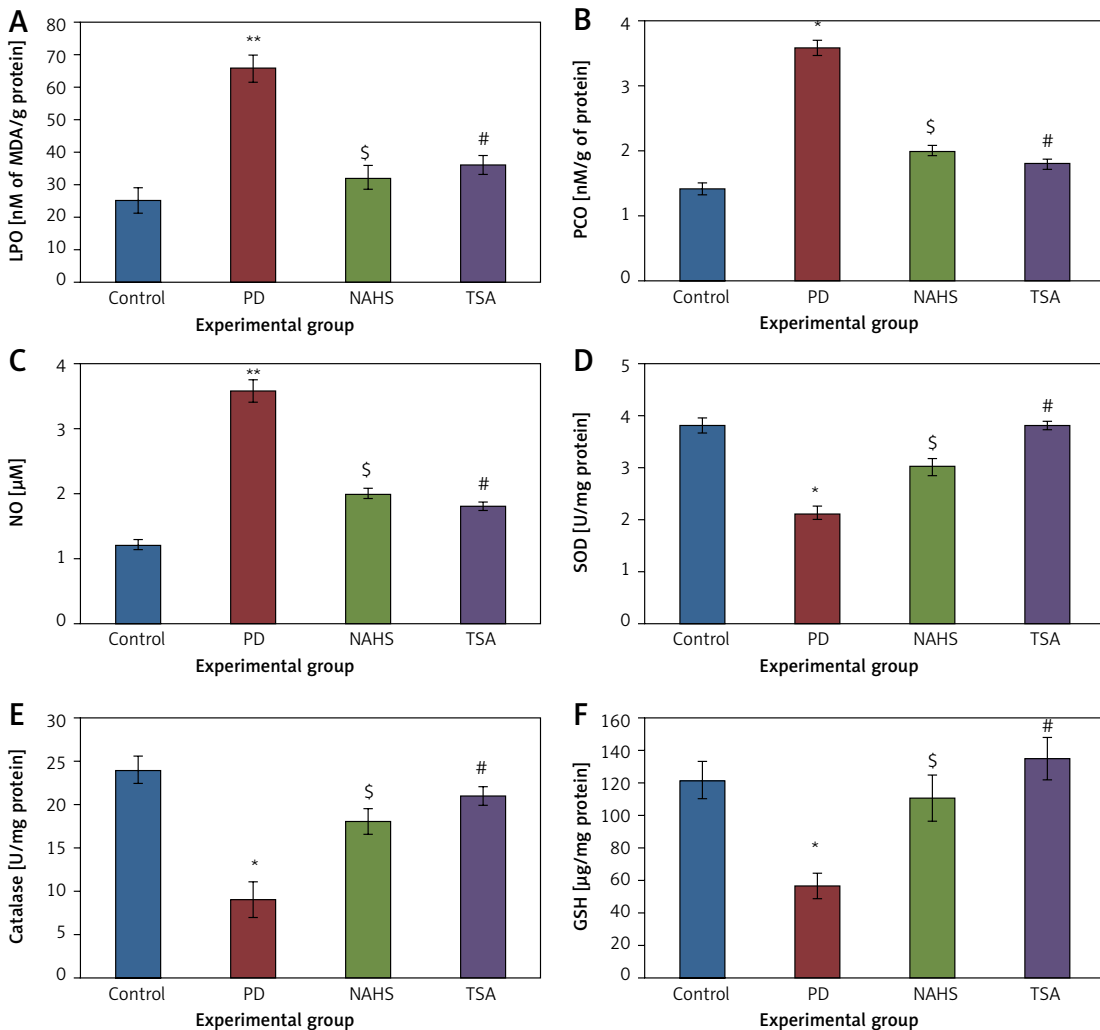 A
LPO [nM of MDA/g protein]
80
70
60
50
40
30
20
10
0
**
$
#
Control PD NAHS TSA
Experimental group
B
PCO [nM/g of protein]
4
3
2
1
0
*
$
#
Control PD NAHS TSA
Experimental group
C
NO [µM]
4
3
2
1
0
**
$
#
Control PD NAHS TSA
Experimental group
D
SOD [U/mg protein]
5
4
3
2
1
0
*
$
#
Control PD NAHS TSA
Experimental group
E
Catalase [U/mg protein]
30
25
20
15
10
5
0
*
$
#
Control PD NAHS TSA
Experimental group
F
GSH [µg/mg protein]
160
140
120
100
80
60
40
20
0
*
$
#
Control PD NAHS TSA
Experimental group